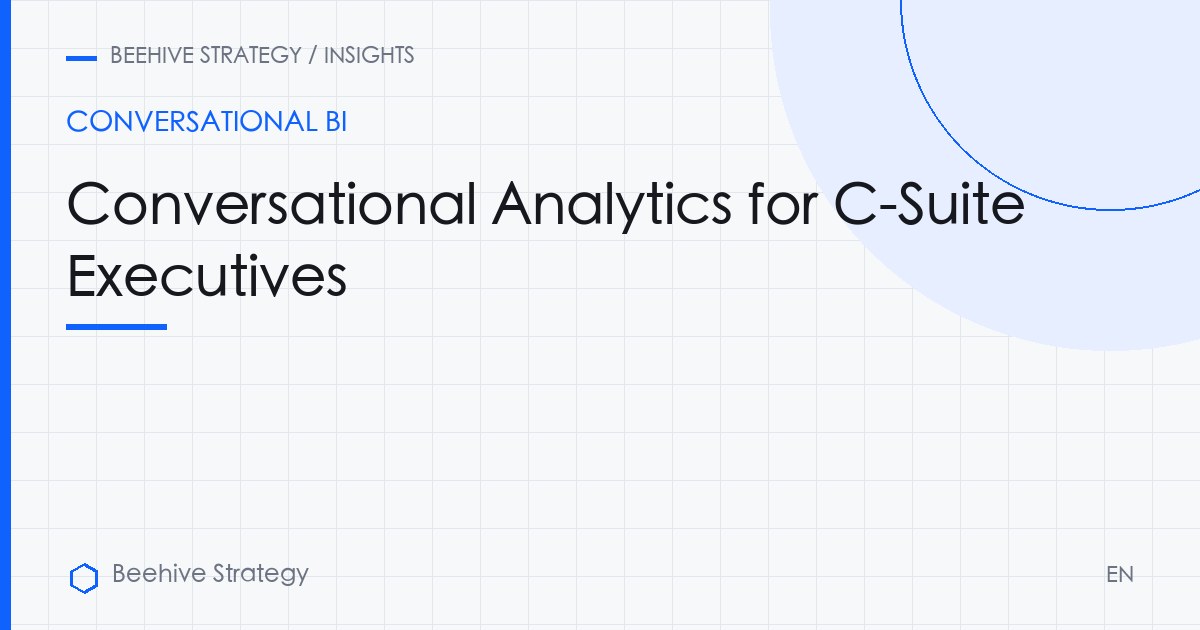 BEEHIVE STRATEGY / INSIGHTS
CONVERSATIONAL BI
Conversational Analytics for C-Suite
Executives
Beehive Strategy
EN